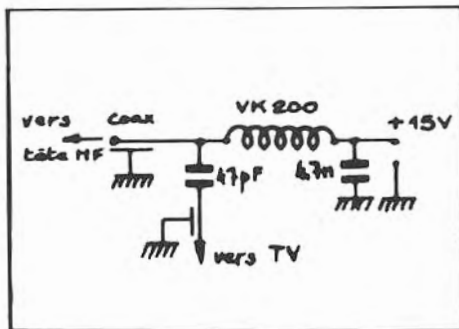 VK 200
vers
coax
+15V
tête HF
47pF
4,7n
vers TV